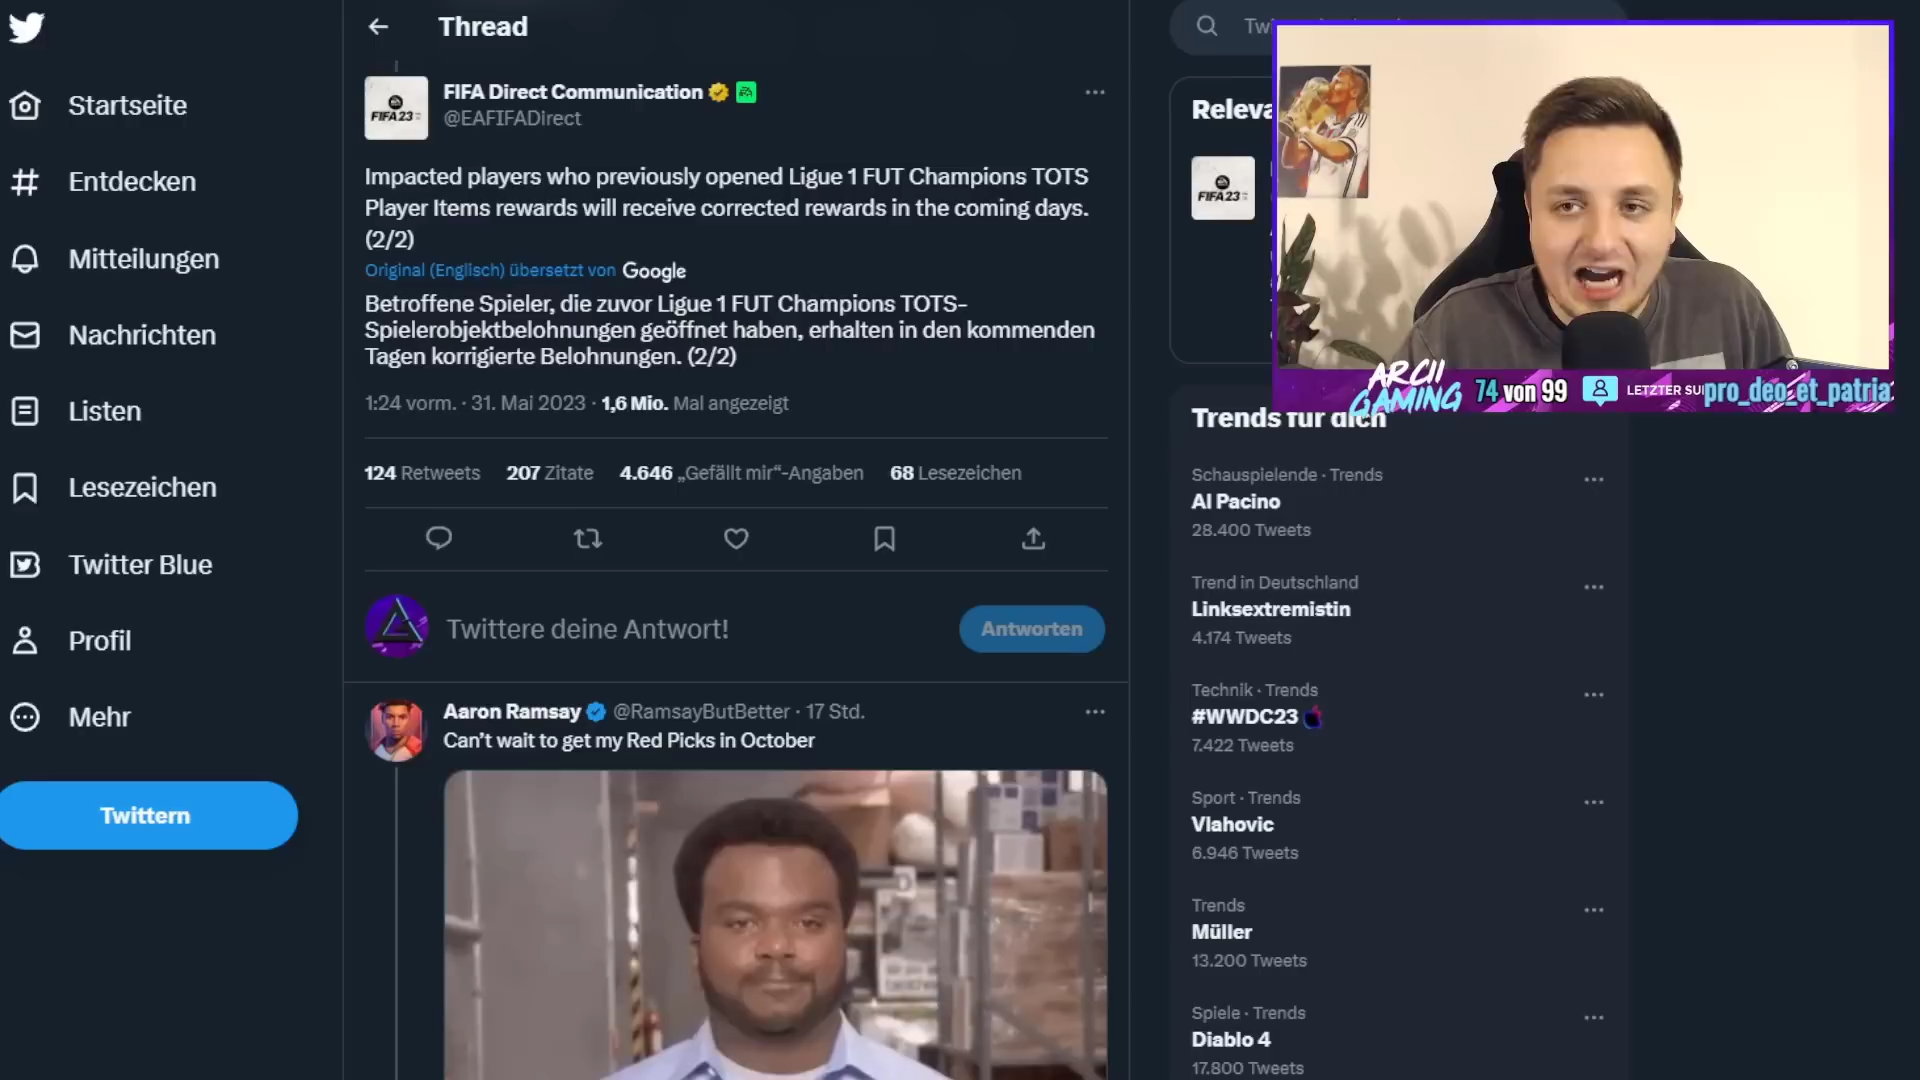 Startseite
Entdecken
Mitteilungen
Nachrichten
Listen
Lesezeichen
Twitter Blue
Profil
Mehr
Twittern
Thread
FIFA 23
FIFA Direct Communication
@EAFIFADirect
Impacted players who previously opened Ligue 1 FUT Champions TOTS
Player Items rewards will receive corrected rewards in the coming days.
(2/2)
Original (Englisch) übersetzt von Google
Betroffene Spieler, die zuvor Ligue 1 FUT Champions TOTS-
Spielerobjektbelohnungen geöffnet haben, erhalten in den kommenden
Tagen korrigierte Belohnungen. (2/2)
1:24 vorm. · 31. Mai 2023 · 1,6 Mio. Mal angezeigt
124 Retweets 207 Zitate 4.646 „Gefällt mir“-Angaben 68 Lesezeichen
Twittere deine Antwort!
Antworten
Aaron Ramsay @RamsayButBetter · 17 Std.
Can't wait to get my Red Picks in October
Twi
Releva
FIFA 23
ARCII
GAMING
74 von 99
LETZTER SU
pro_deo_et_patria
Trends für dich
Schauspielende · Trends
Al Pacino
28.400 Tweets
Trend in Deutschland
Linksextremistin
4.174 Tweets
Technik · Trends
#WWDC23
7.422 Tweets
Sport · Trends
Vlahovic
6.946 Tweets
Trends
Müller
13.200 Tweets
Spiele · Trends
Diablo 4
17.800 Tweets